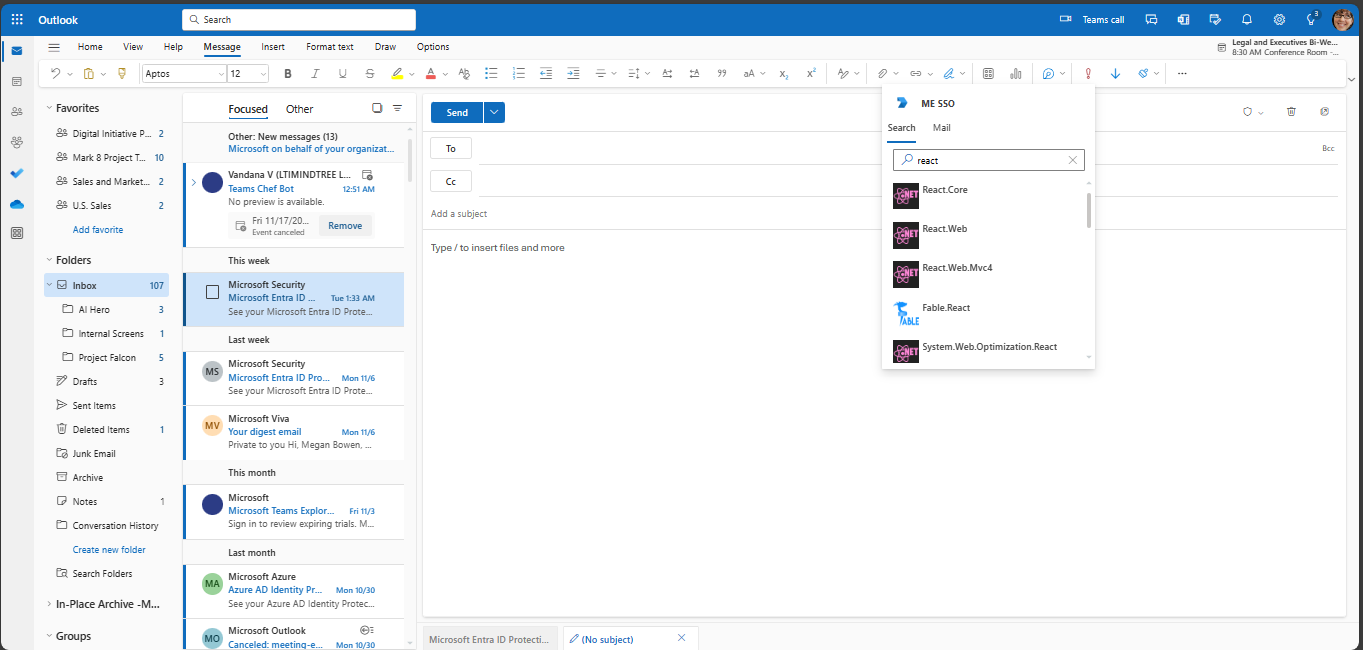 Outlook
Search
Teams call
3
Home View Help Message Insert Format text Draw Options
Legal and Executives Bi-We...
8:30 AM Conference Room -...
Aptos 12 B I U S A
Favorites
Digital Initiative P... 2
Mark 8 Project T... 10
Sales and Market... 2
U.S. Sales 2
Add favorite
Folders
Inbox 107
AI Hero 3
Internal Screens 1
Project Falcon 5
Drafts 3
Sent Items
Deleted Items 1
Junk Email
Archive
Notes 1
Conversation History
Create new folder
Search Folders
In-Place Archive -M...
Groups
Focused Other
Other: New messages (13)
Microsoft on behalf of your organizat...
Vandana V (LTIMINDTREE L...
Teams Chef Bot 12:51 AM
No preview is available.
Fri 11/17/20...
Event canceled
Remove
This week
Microsoft Security
Microsoft Entra ID ... Tue 1:33 AM
See your Microsoft Entra ID Prote...
Last week
MS
Microsoft Security
Microsoft Entra ID Pro... Mon 11/6
See your Microsoft Entra ID Prote...
MV
Microsoft Viva
Your digest email Mon 11/6
Private to you Hi, Megan Bowen, ...
This month
Microsoft
Microsoft Teams Explor... Fri 11/3
Sign in to review expiring trials. M...
Last month
MA
Microsoft Azure
Azure AD Identity Pr... Mon 10/30
See your Azure AD Identity Protec...
MO
Microsoft Outlook
Canceled: meeting-e... Mon 10/30
Send
To
Bcc
Cc
Add a subject
Type / to insert files and more
ME SSO
Search Mail
react
React.Core
React.Web
React.Web.Mvc4
Fable.React
System.Web.Optimization.React
Microsoft Entra ID Protecti...
(No subject)